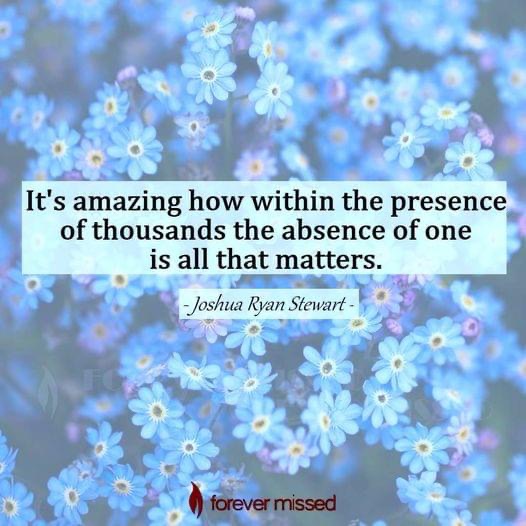 It's amazing how within the presence
of thousands the absence of one
is all that matters.
- Joshua Ryan Stewart -
forever missed